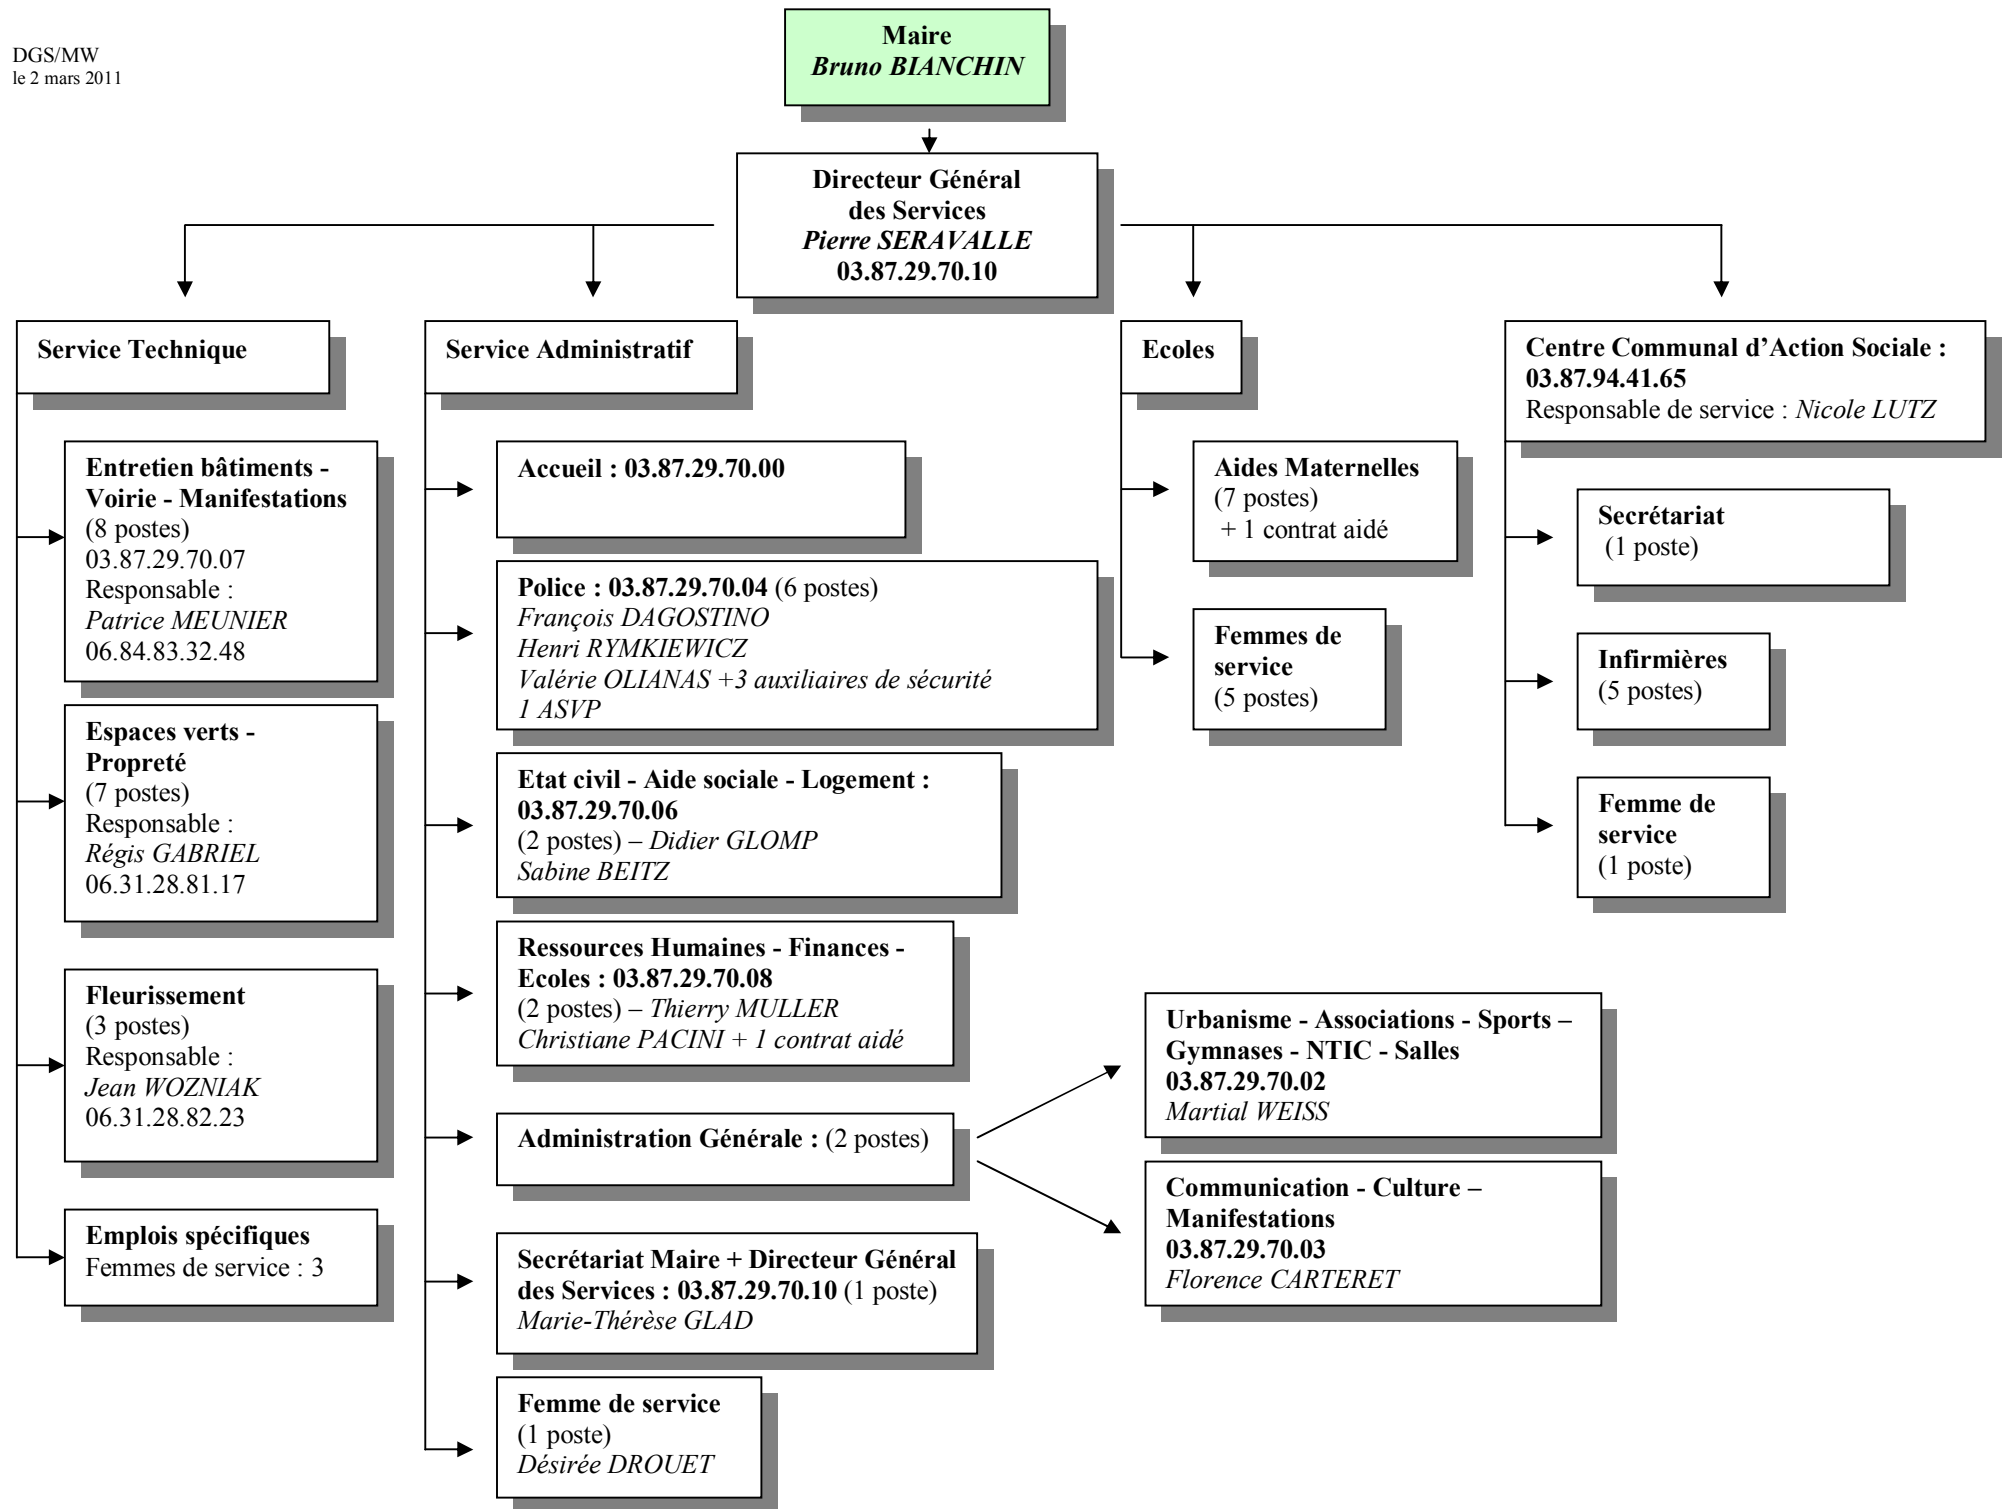 DGS/MW
le 2 mars 2011
Maire
Bruno BIANCHIN
Directeur Général
des Services
Pierre SERAVALLE
03.87.29.70.10
Service Technique
Entretien bâtiments -
Voirie - Manifestations
(8 postes)
03.87.29.70.07
Responsable :
Patrice MEUNIER
06.84.83.32.48
Espaces verts -
Propreté
(7 postes)
Responsable :
Régis GABRIEL
06.31.28.81.17
Fleurissement
(3 postes)
Responsable :
Jean WOZNIAK
06.31.28.82.23
Emplois spécifiques
Femmes de service : 3
Service Administratif
Accueil : 03.87.29.70.00
Police : 03.87.29.70.04 (6 postes)
François DAGOSTINO
Henri RYMKIEWICZ
Valérie OLIANAS +3 auxiliaires de sécurité
1 ASVP
Etat civil - Aide sociale - Logement :
03.87.29.70.06
(2 postes) – Didier GLOMP
Sabine BEITZ
Ressources Humaines - Finances -
Ecoles : 03.87.29.70.08
(2 postes) – Thierry MULLER
Christiane PACINI + 1 contrat aidé
Administration Générale : (2 postes)
Urbanisme - Associations - Sports –
Gymnases - NTIC - Salles
03.87.29.70.02
Martial WEISS
Communication - Culture –
Manifestations
03.87.29.70.03
Florence CARTERET
Secrétariat Maire + Directeur Général
des Services : 03.87.29.70.10 (1 poste)
Marie-Thérèse GLAD
Femme de service
(1 poste)
Désirée DROUET
Ecoles
Aides Maternelles
(7 postes)
+ 1 contrat aidé
Femmes de
service
(5 postes)
Centre Communal d’Action Sociale :
03.87.94.41.65
Responsable de service : Nicole LUTZ
Secrétariat
(1 poste)
Infirmières
(5 postes)
Femme de
service
(1 poste)